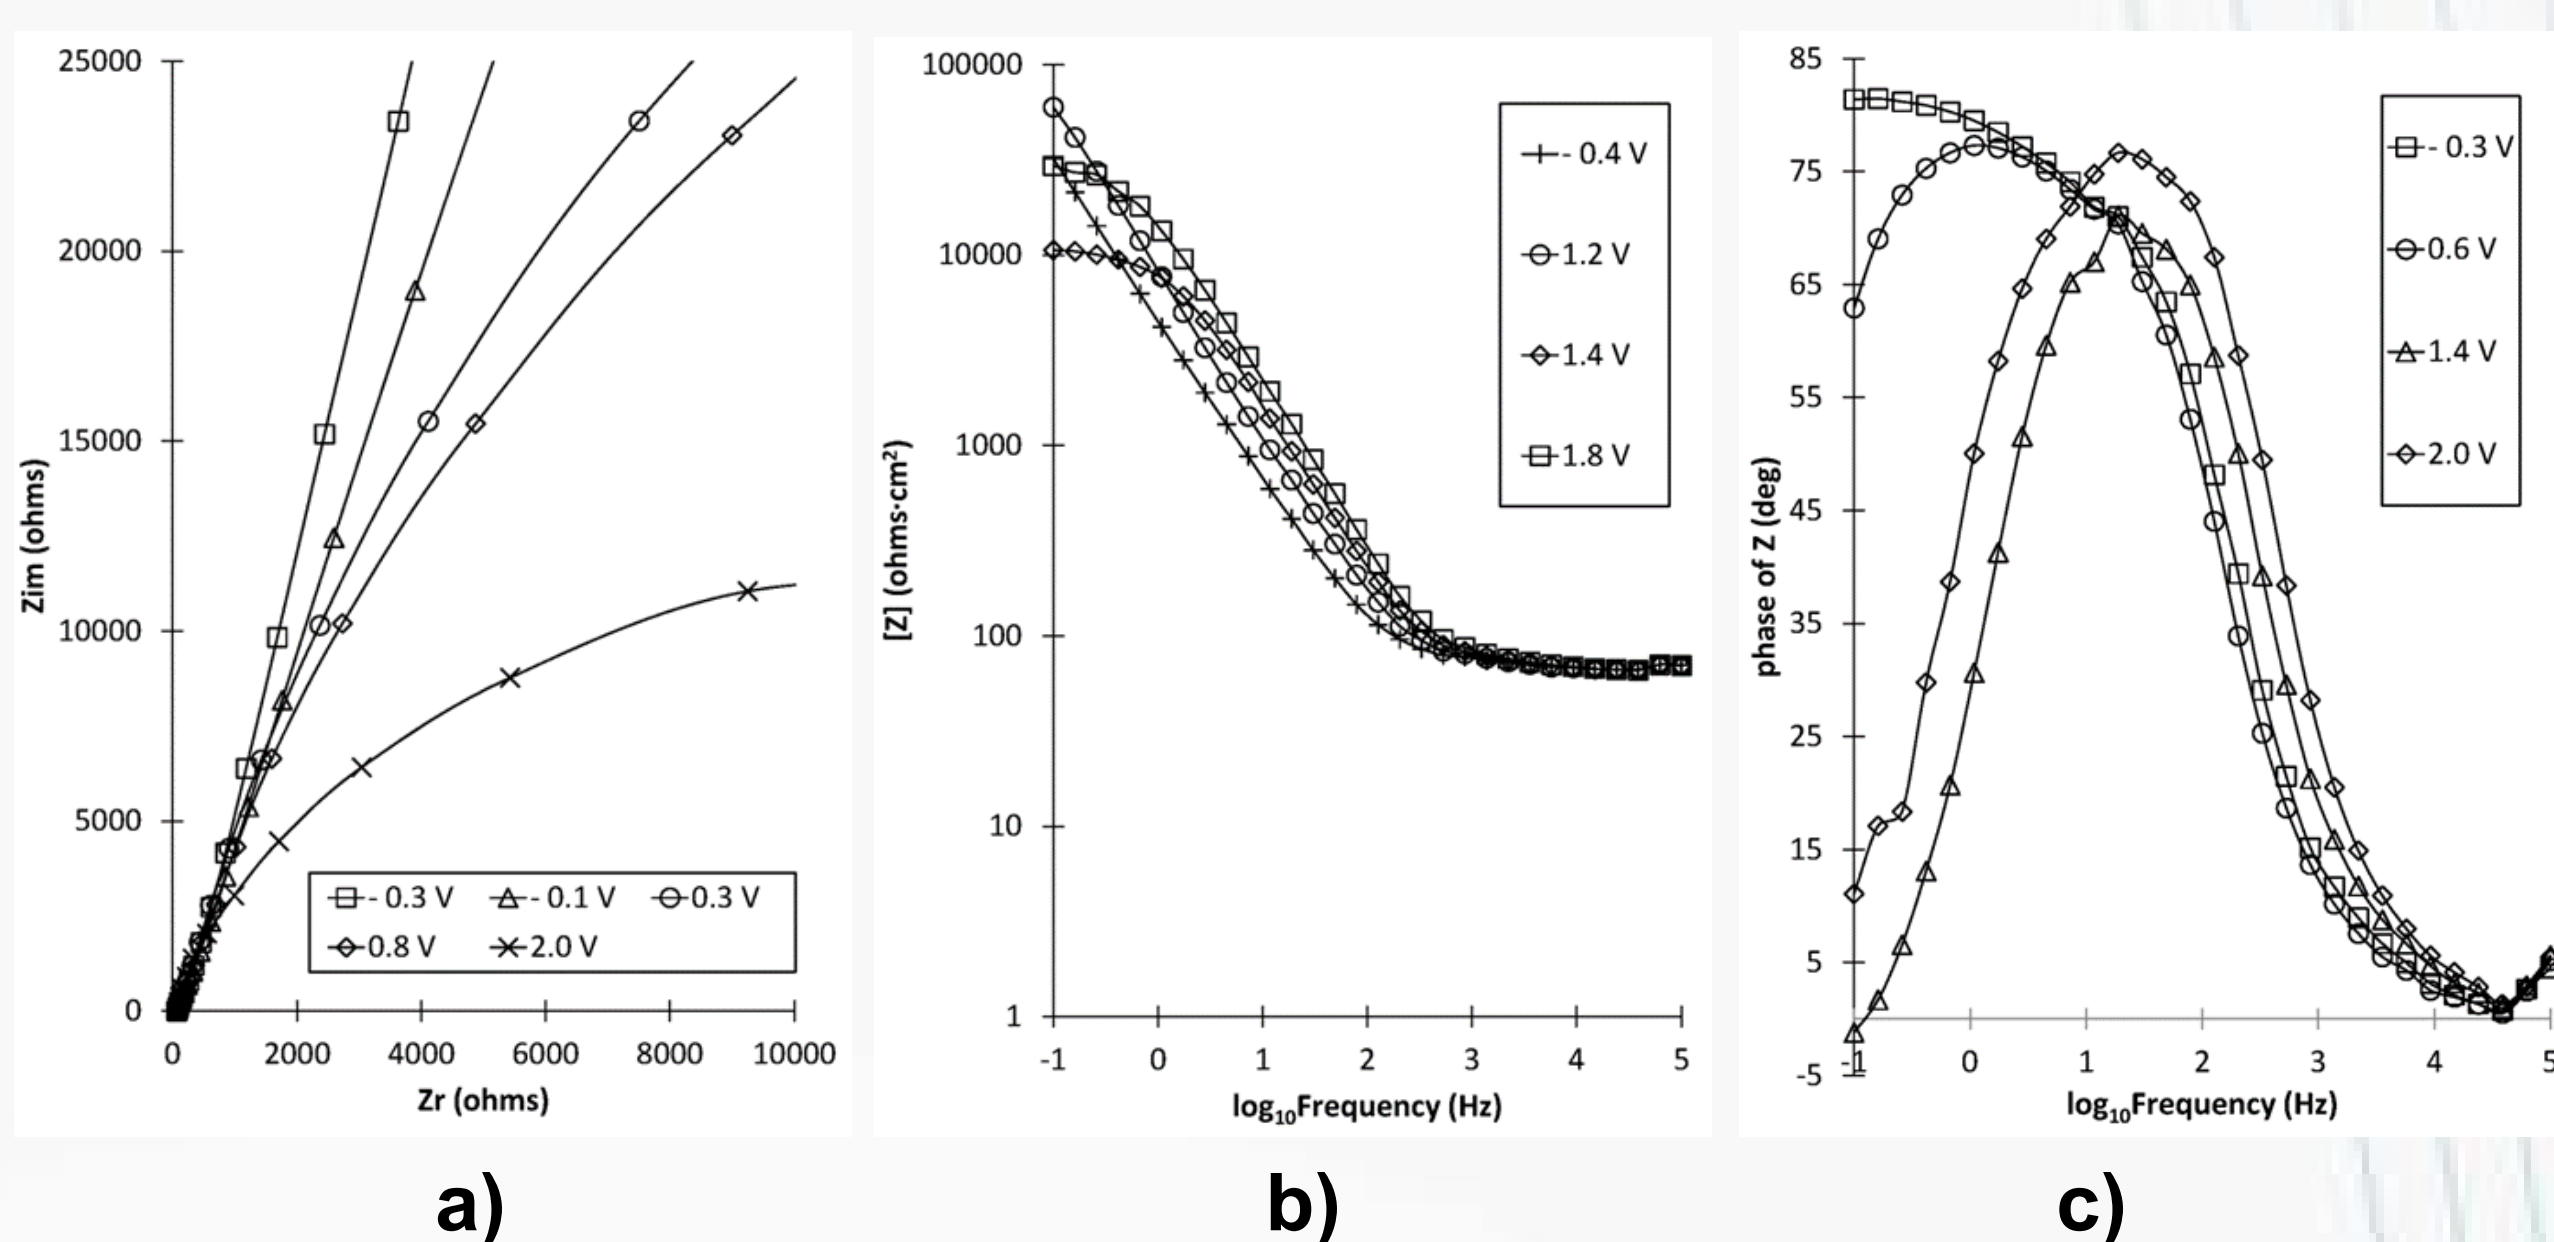 25000
20000
15000
10000
5000
0
Zim (ohms)
0 2000 4000 6000 8000 10000
Zr (ohms)
- 0.3 V - 0.1 V 0.3 V
0.8 V 2.0 V
a)
100000
10000
1000
100
10
1
[Z] (ohms·cm²)
-1 0 1 2 3 4 5
log₁₀Frequency (Hz)
- 0.4 V
1.2 V
1.4 V
1.8 V
b)
85
75
65
55
45
35
25
15
5
-5
phase of Z (deg)
-1 0 1 2 3 4 5
log₁₀Frequency (Hz)
- 0.3 V
0.6 V
1.4 V
2.0 V
c)